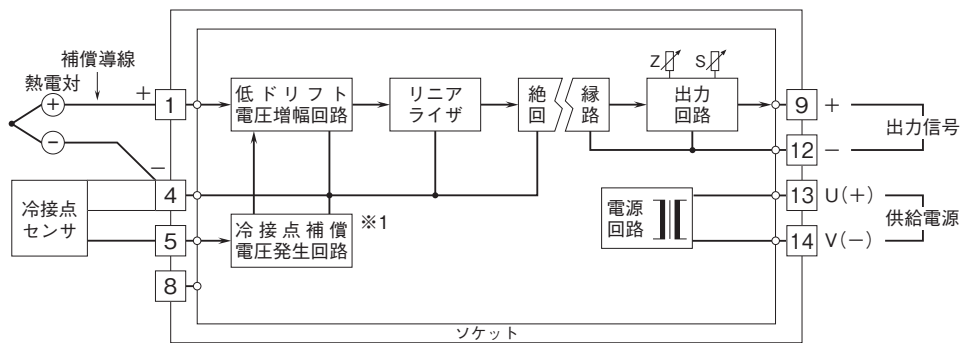 補償導線
熱電対
+
−
+
−
1
4
5
8
冷接点
センサ
低ドリフト
電圧増幅回路
リニア
ライザ
絶縁
回路
Z
S
出力
回路
冷接点補償
電圧発生回路
※1
電源
回路
9
+
12
−
出力信号
13
U(+)
14
V(−)
供給電源
ソケット